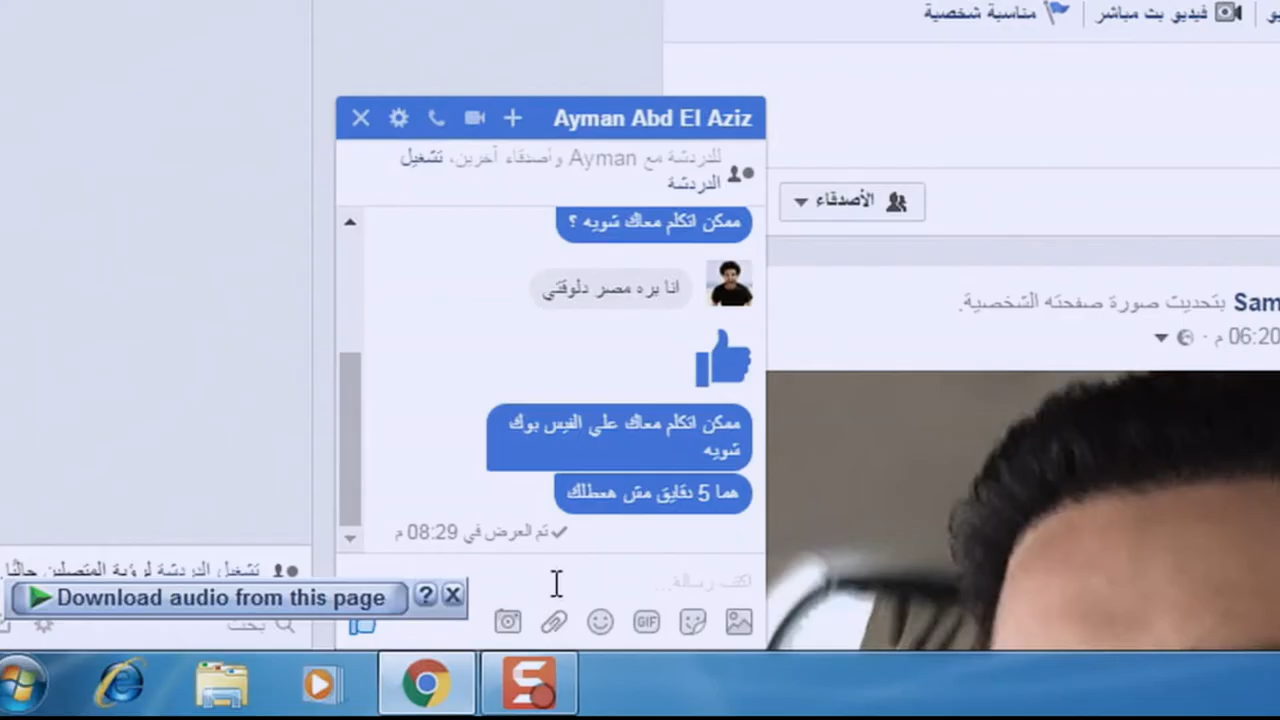 فيديو بث مباشر
مناسبة شخصية
Ayman Abd El Aziz
للدردشة مع Ayman وأصدقاء آخرين، تشغيل
الدردشة
الأصدقاء
ممكن اتكلم معاك شويه ؟
انا بره مصر دلوقتي
Sam بتحديث صورة صفحته الشخصية.
06:20 م
ممكن اتكلم معاك علي الفيس بوك
شويه
هما 5 دقايق مش هعطلك
تم العرض في 08:29 م
تشغيل الدردشة لرؤية المتصلين حاليًا.
اكتب رسالة...
Download audio from this page
?
بحث
GIF